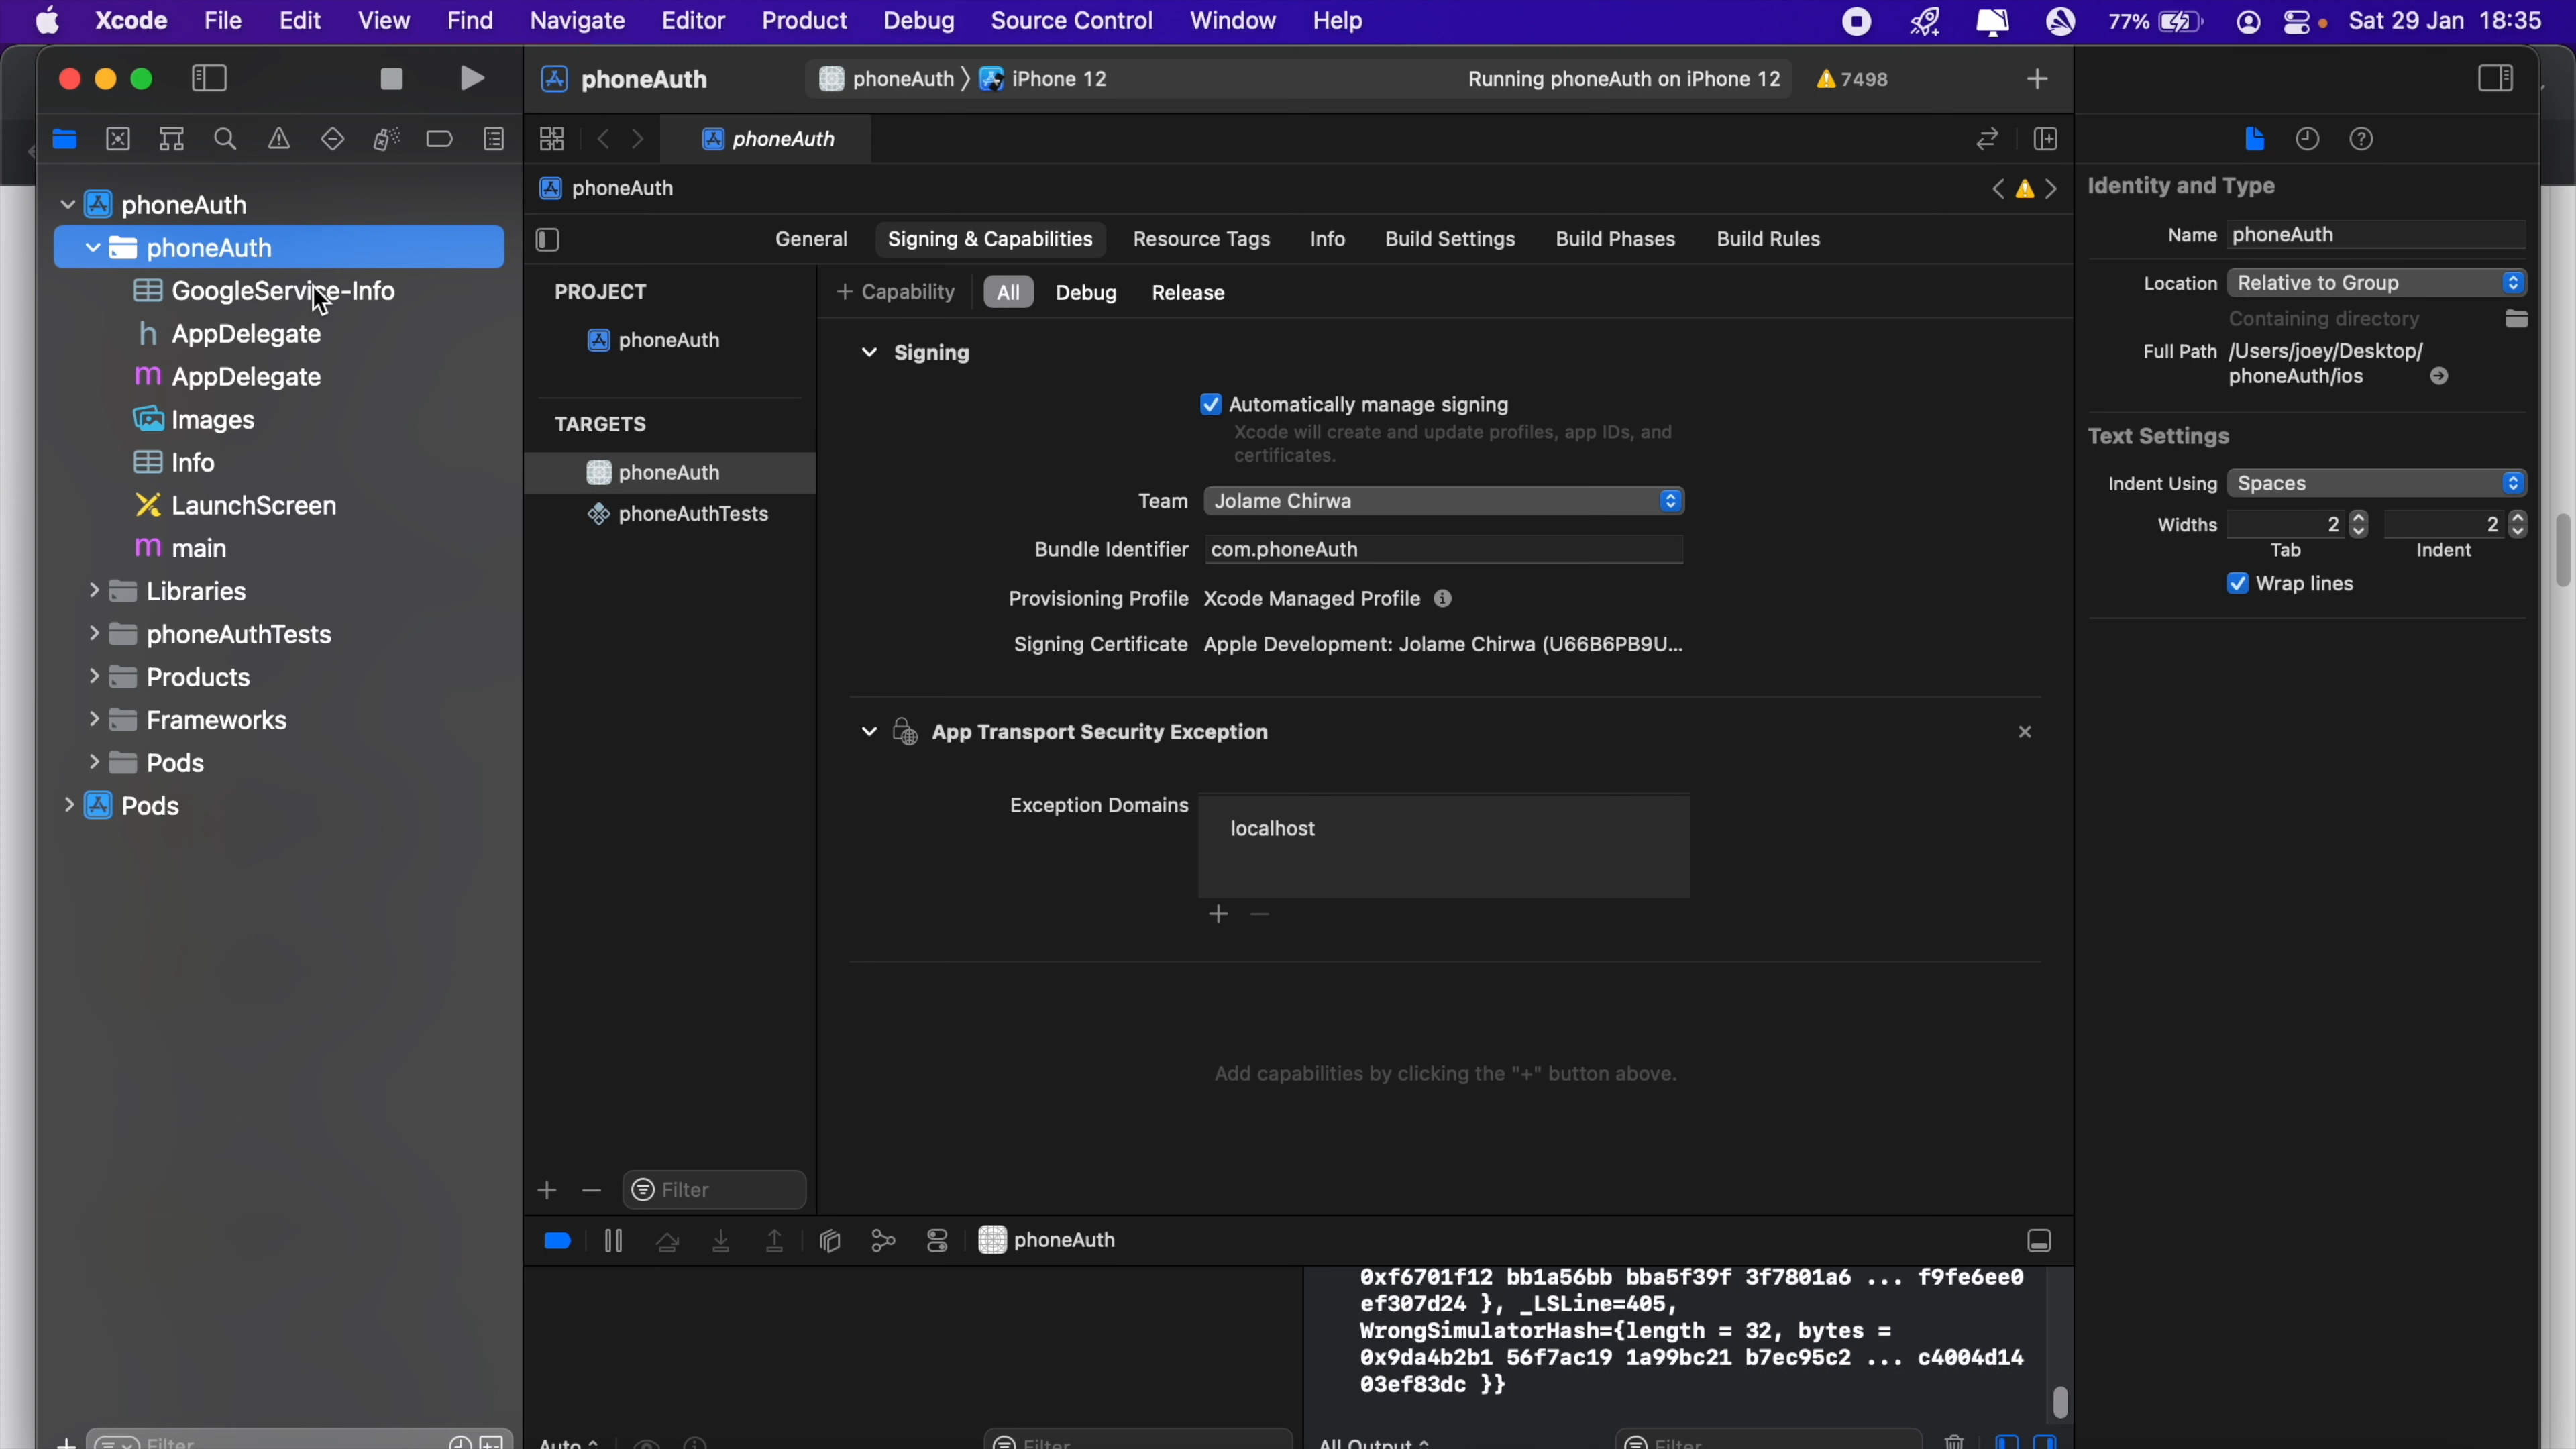 Xcode File Edit View Find Navigate Editor Product Debug Source Control Window Help 77% Sat 29 Jan 18:35
phoneAuth phoneAuth iPhone 12 Running phoneAuth on iPhone 12 7498
phoneAuth
phoneAuth
phoneAuth
GoogleService-Info
AppDelegate
AppDelegate
Images
Info
LaunchScreen
main
Libraries
phoneAuthTests
Products
Frameworks
Pods
Pods
Filter
phoneAuth
General Signing & Capabilities Resource Tags Info Build Settings Build Phases Build Rules
PROJECT
phoneAuth
TARGETS
phoneAuth
phoneAuthTests
Filter
+ Capability All Debug Release
Signing
Automatically manage signing
Xcode will create and update profiles, app IDs, and
certificates.
Team Jolame Chirwa
Bundle Identifier com.phoneAuth
Provisioning Profile Xcode Managed Profile
Signing Certificate Apple Development: Jolame Chirwa (U66B6PB9U...
App Transport Security Exception
Exception Domains
localhost
Add capabilities by clicking the "+" button above.
phoneAuth
0xf6701f12 bb1a56bb bba5f39f 3f7801a6 ... f9fe6ee0
ef307d24 }, _LSLine=405,
WrongSimulatorHash={length = 32, bytes =
0x9da4b2b1 56f7ac19 1a99bc21 b7ec95c2 ... c4004d14
03ef83dc }}
Auto Filter All Output Filter
Identity and Type
Name phoneAuth
Location Relative to Group
Containing directory
Full Path /Users/joey/Desktop/
phoneAuth/ios
Text Settings
Indent Using Spaces
Widths 2 2
Tab Indent
Wrap lines